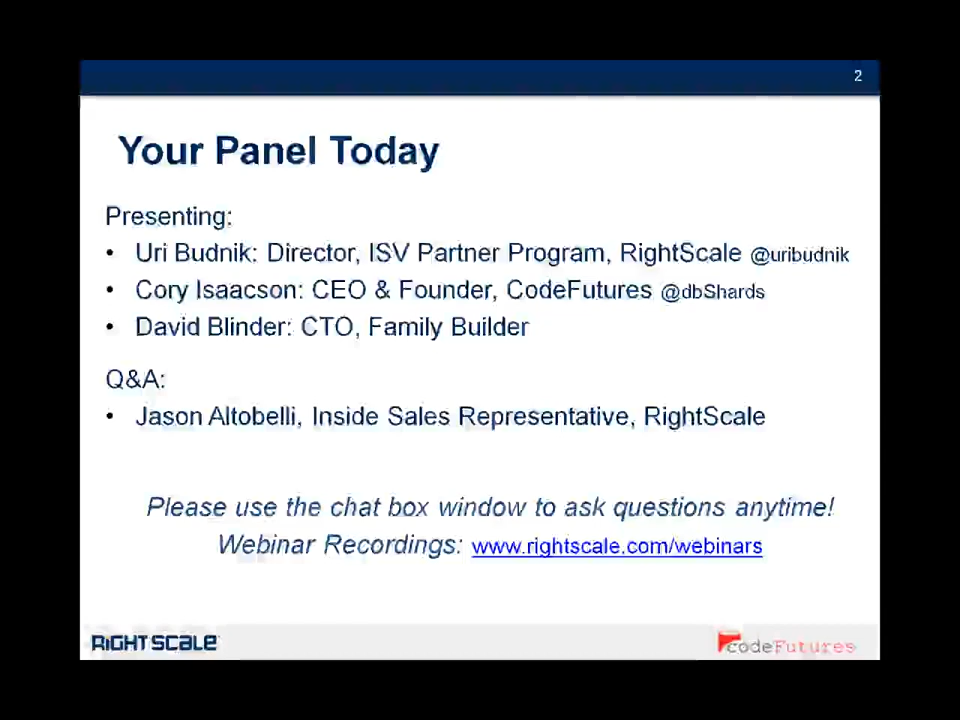 2
Your Panel Today
Presenting:
• Uri Budnik: Director, ISV Partner Program, RightScale @uribudnik
• Cory Isaacson: CEO & Founder, CodeFutures @dbShards
• David Blinder: CTO, Family Builder
Q&A:
• Jason Altobelli, Inside Sales Representative, RightScale
Please use the chat box window to ask questions anytime!
Webinar Recordings: www.rightscale.com/webinars
RIGHTSCALE codeFutures